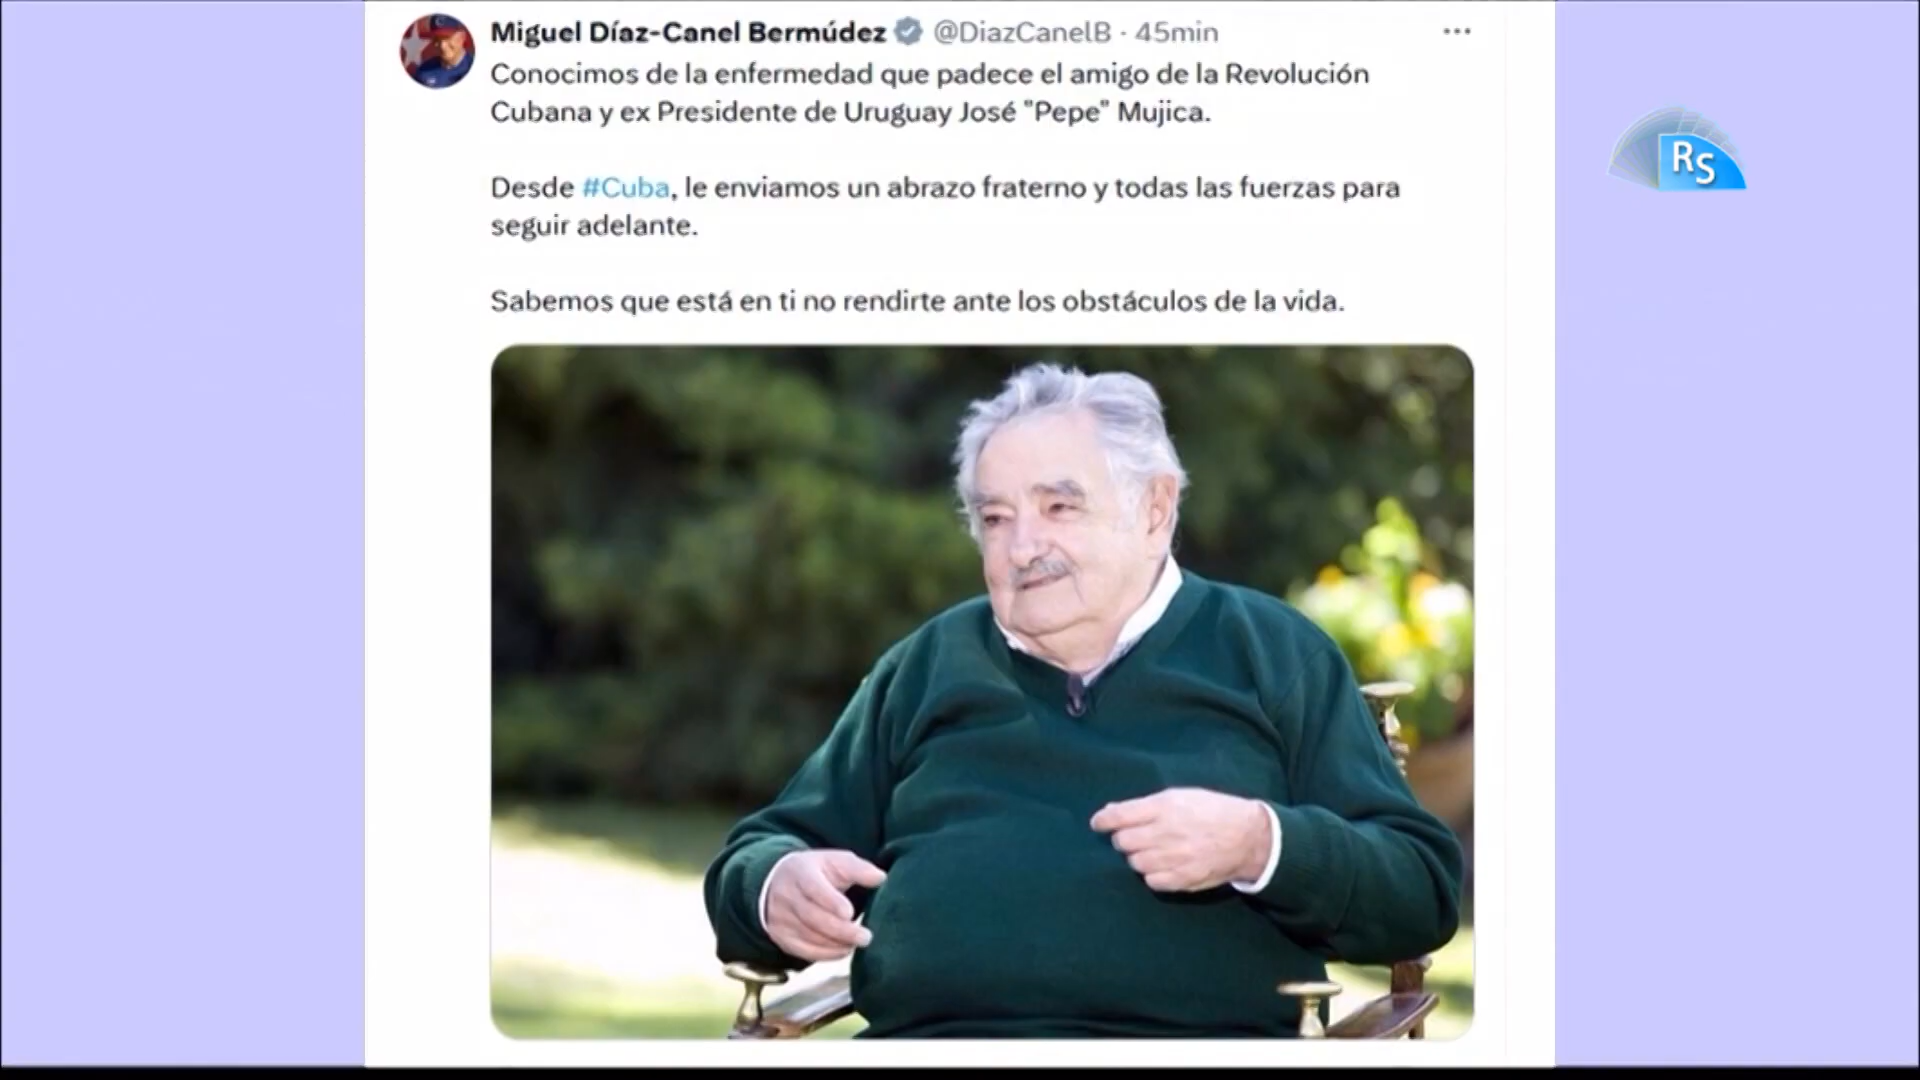 Miguel Díaz-Canel Bermúdez @DiazCanelB · 45min
Conocimos de la enfermedad que padece el amigo de la Revolución
Cubana y ex Presidente de Uruguay José "Pepe" Mujica.
Desde #Cuba, le enviamos un abrazo fraterno y todas las fuerzas para
seguir adelante.
Sabemos que está en ti no rendirte ante los obstáculos de la vida.
RS